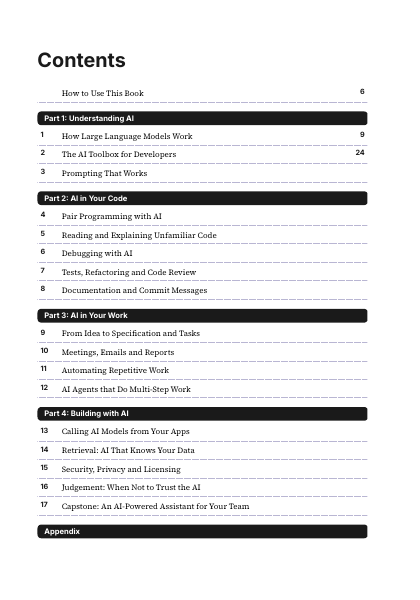 Contents
How to Use This Book 6
Part 1: Understanding AI
1 How Large Language Models Work 9
2 The AI Toolbox for Developers 24
3 Prompting That Works
Part 2: AI in Your Code
4 Pair Programming with AI
5 Reading and Explaining Unfamiliar Code
6 Debugging with AI
7 Tests, Refactoring and Code Review
8 Documentation and Commit Messages
Part 3: AI in Your Work
9 From Idea to Specification and Tasks
10 Meetings, Emails and Reports
11 Automating Repetitive Work
12 AI Agents that Do Multi-Step Work
Part 4: Building with AI
13 Calling AI Models from Your Apps
14 Retrieval: AI That Knows Your Data
15 Security, Privacy and Licensing
16 Judgement: When Not to Trust the AI
17 Capstone: An AI-Powered Assistant for Your Team
Appendix